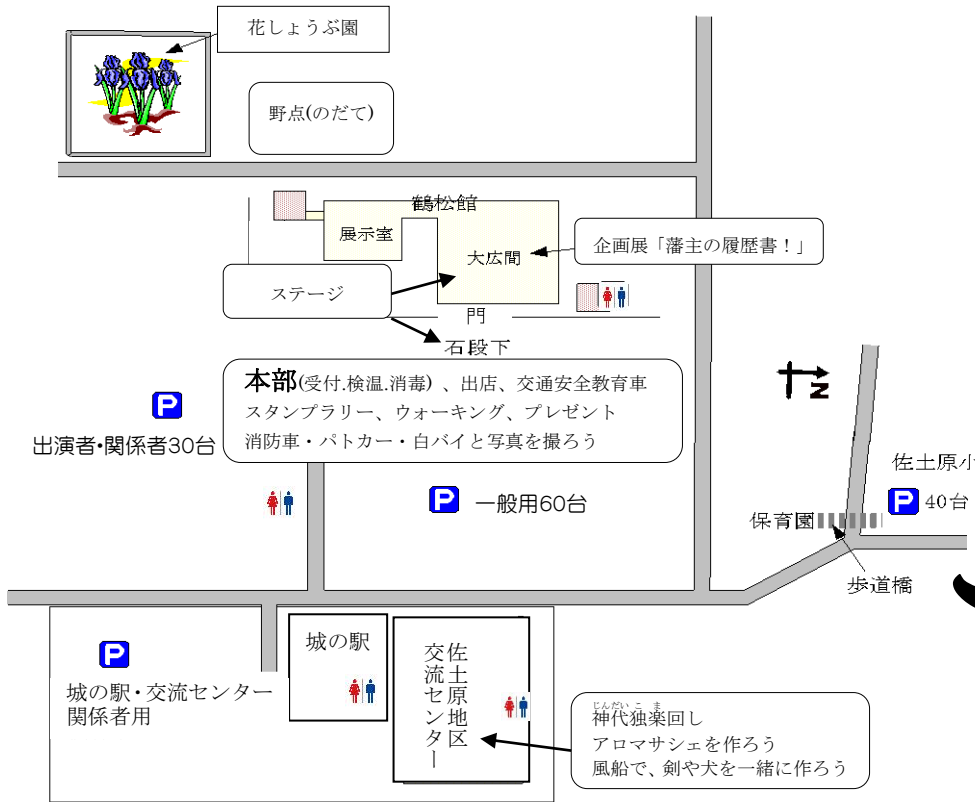 花しょうぶ園
野点(のだて)
鶴松館
展示室
大広間
企画展「藩主の履歴書!」
ステージ
門
石段下
本部(受付.検温.消毒) 、出店、交通安全教育車
スタンプラリー、ウォーキング、プレゼント
消防車・パトカー・白バイと写真を撮ろう
P
出演者・関係者30台
P
一般用60台
N
佐土原小
P 40台
保育園
歩道橋
P
城の駅・交流センター
関係者用
城の駅
佐土原地区
交流センター
じんだいこま
神代独楽回し
アロマサシェを作ろう
風船で、剣や犬を一緒に作ろう